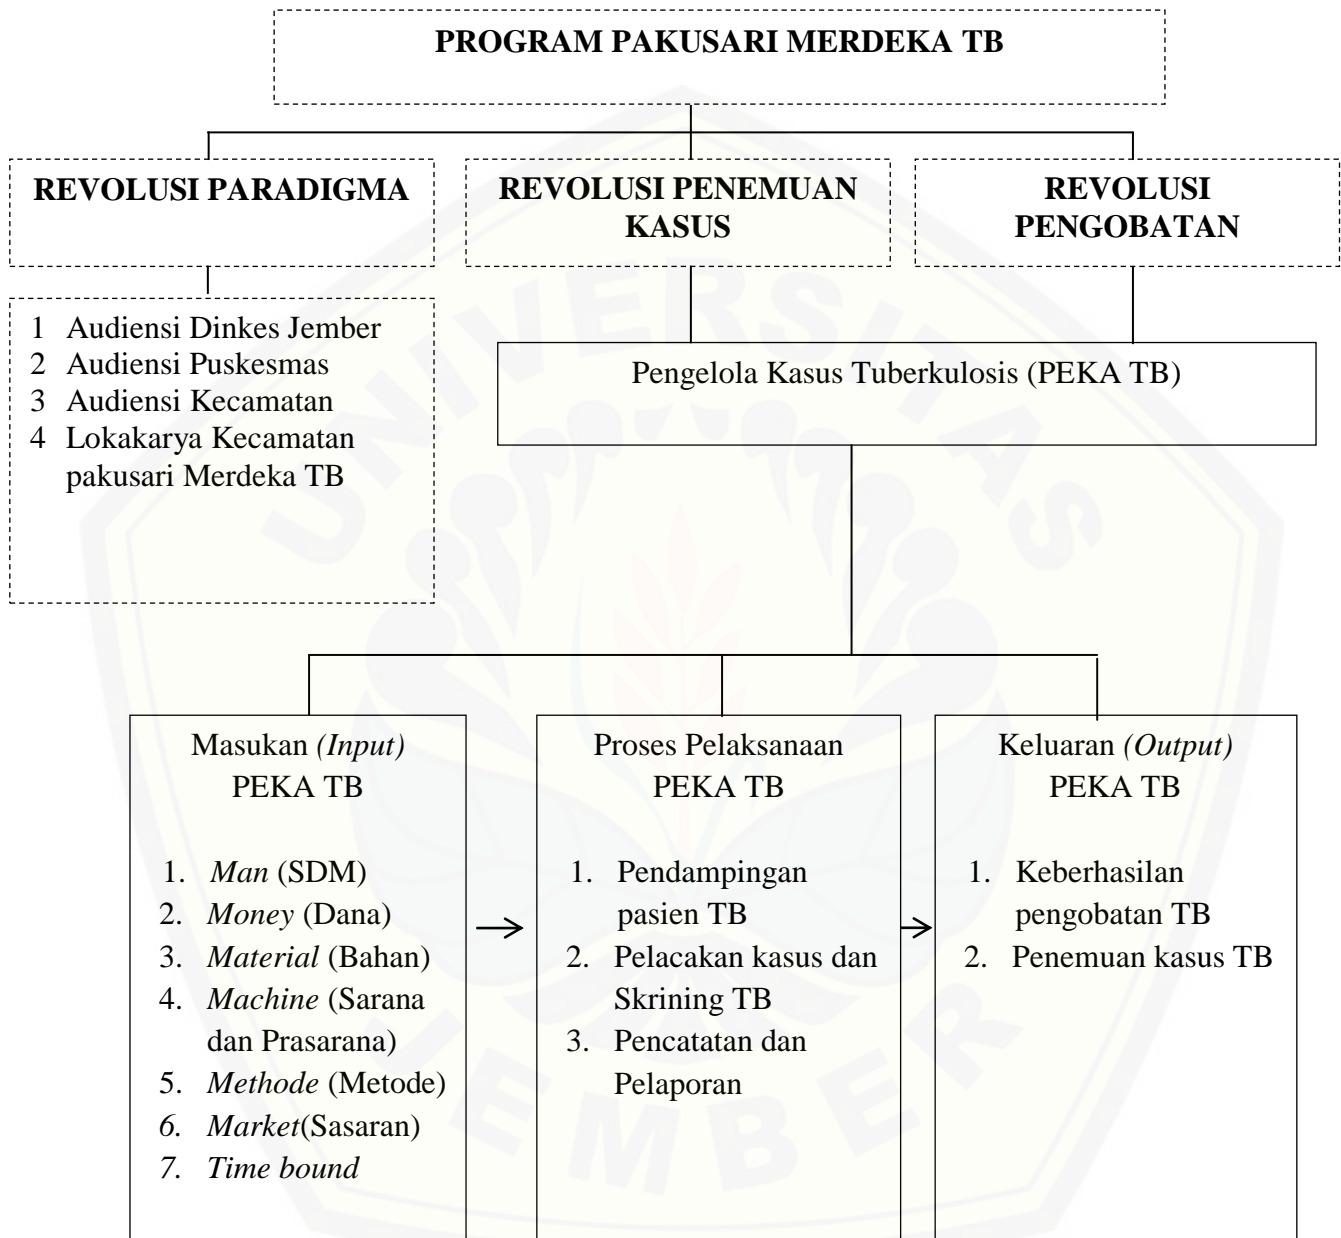 PROGRAM PAKUSARI MERDEKA TB
REVOLUSI PARADIGMA
REVOLUSI PENEMUAN
KASUS
REVOLUSI
PENGOBATAN
1 Audiensi Dinkes Jember
2 Audiensi Puskesmas
3 Audiensi Kecamatan
4 Lokakarya Kecamatan
pakusari Merdeka TB
Pengelola Kasus Tuberkulosis (PEKA TB)
Masukan (Input)
PEKA TB
1. Man (SDM)
2. Money (Dana)
3. Material (Bahan)
4. Machine (Sarana
dan Prasarana)
5. Methode (Metode)
6. Market(Sasaran)
7. Time bound
Proses Pelaksanaan
PEKA TB
1. Pendampingan
pasien TB
2. Pelacakan kasus dan
Skrining TB
3. Pencatatan dan
Pelaporan
Keluaran (Output)
PEKA TB
1. Keberhasilan
pengobatan TB
2. Penemuan kasus TB
UNIVERSITAS
JEMBER